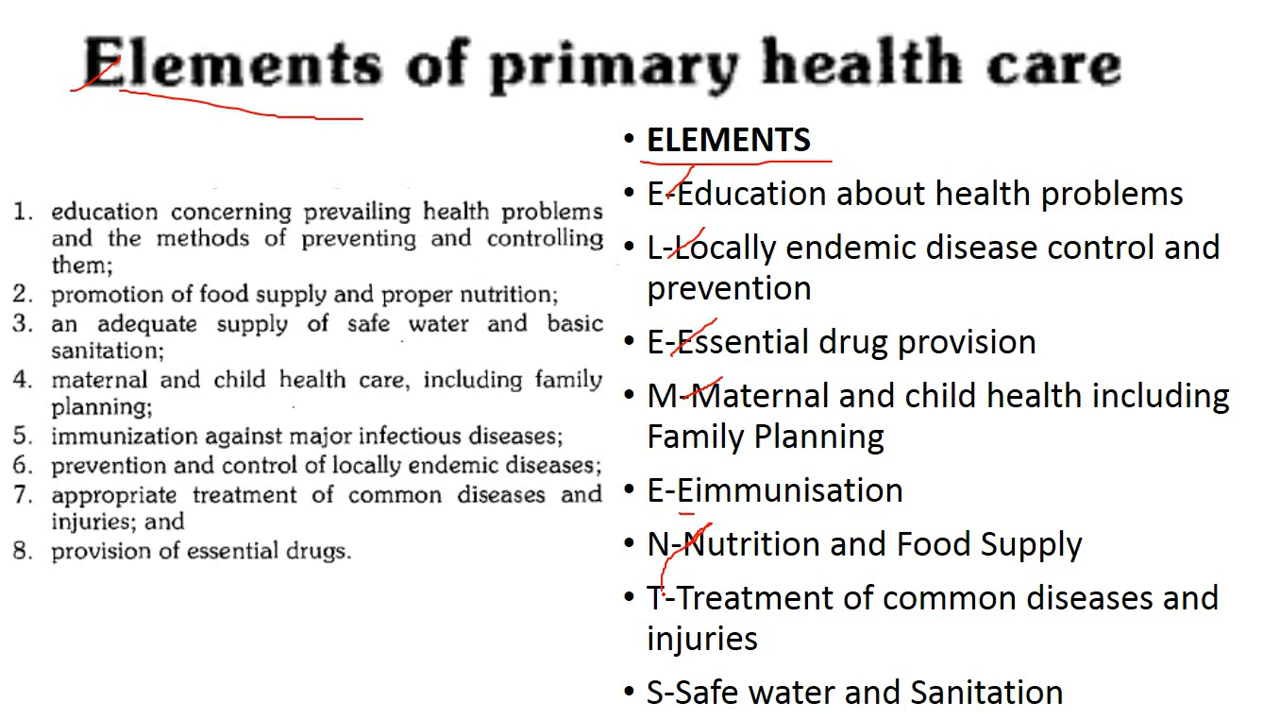 Elements of primary health care
1. education concerning prevailing health problems
and the methods of preventing and controlling
them;
2. promotion of food supply and proper nutrition;
3. an adequate supply of safe water and basic
sanitation;
4. maternal and child health care, including family
planning;
5. immunization against major infectious diseases;
6. prevention and control of locally endemic diseases;
7. appropriate treatment of common diseases and
injuries; and
8. provision of essential drugs.
• ELEMENTS
• E-Education about health problems
• L-Locally endemic disease control and
prevention
• E-Essential drug provision
• M-Maternal and child health including
Family Planning
• E-Eimmunisation
• N-Nutrition and Food Supply
• T-Treatment of common diseases and
injuries
• S-Safe water and Sanitation